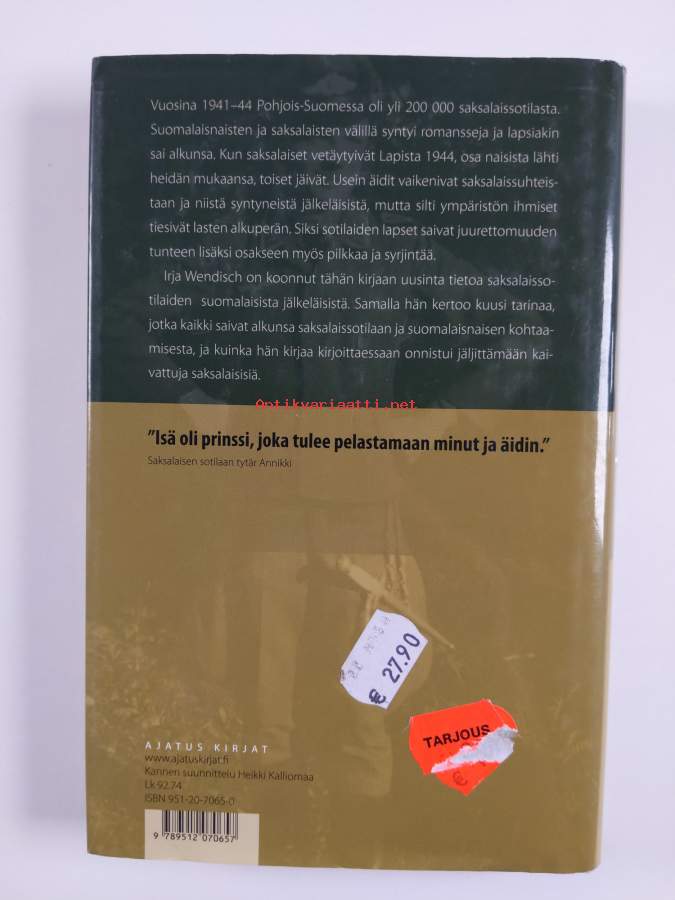 Vuosina 1941–44 Pohjois-Suomessa oli yli 200 000 saksalaissotilasta.
Suomalaisnaisten ja saksalaisten välillä syntyi romansseja ja lapsiakin
sai alkunsa. Kun saksalaiset vetäytyivät Lapista 1944, osa naisista lähti
heidän mukaansa, toiset jäivät. Usein äidit vaikenivat saksalaissuhteis-
taan ja niistä syntyneistä jälkeläisistä, mutta silti ympäristön ihmiset
tiesivät lasten alkuperän. Siksi sotilaiden lapset saivat juurettomuuden
tunteen lisäksi osakseen myös pilkkaa ja syrjintää.
Irja Wendisch on koonnut tähän kirjaan uusinta tietoa saksalaisso-
tilaiden suomalaisista jälkeläisistä. Samalla hän kertoo kuusi tarinaa,
jotka kaikki saivat alkunsa saksalaissotilaan ja suomalaisnaisen kohtaa-
misesta, ja kuinka hän kirjaa kirjoittaessaan onnistui jäljittämään kai-
vattuja saksalaisisiä.
Antikvariaatti.net
"Isä oli prinssi, joka tulee pelastamaan minut ja äidin."
Saksalaisen sotilaan tytär Annikki
€ 27.90
TARJOUS
€
AJATUS KIRJAT
www.ajatuskirjat.fi
Kannen suunnittelu Heikki Kalliomaa
Lk 92.74
ISBN 951-20-7065-0
9 789512 070657